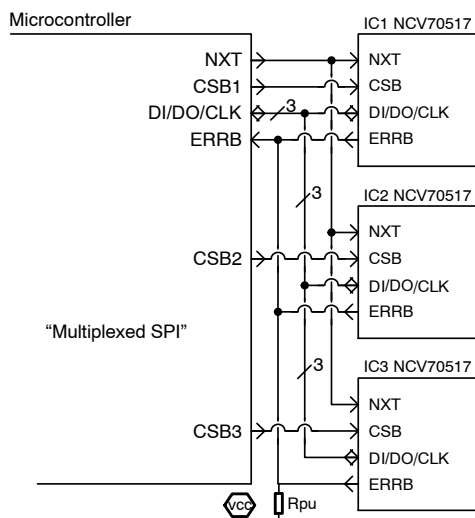 Microcontroller
IC1 NCV70517
NXT
NXT
CSB1
CSB
DI/DO/CLK
3
DI/DO/CLK
ERRB
ERRB
IC2 NCV70517
3
NXT
CSB2
CSB
DI/DO/CLK
ERRB
“Multiplexed SPI”
IC3 NCV70517
3
NXT
CSB3
CSB
DI/DO/CLK
ERRB
VCC
Rpu